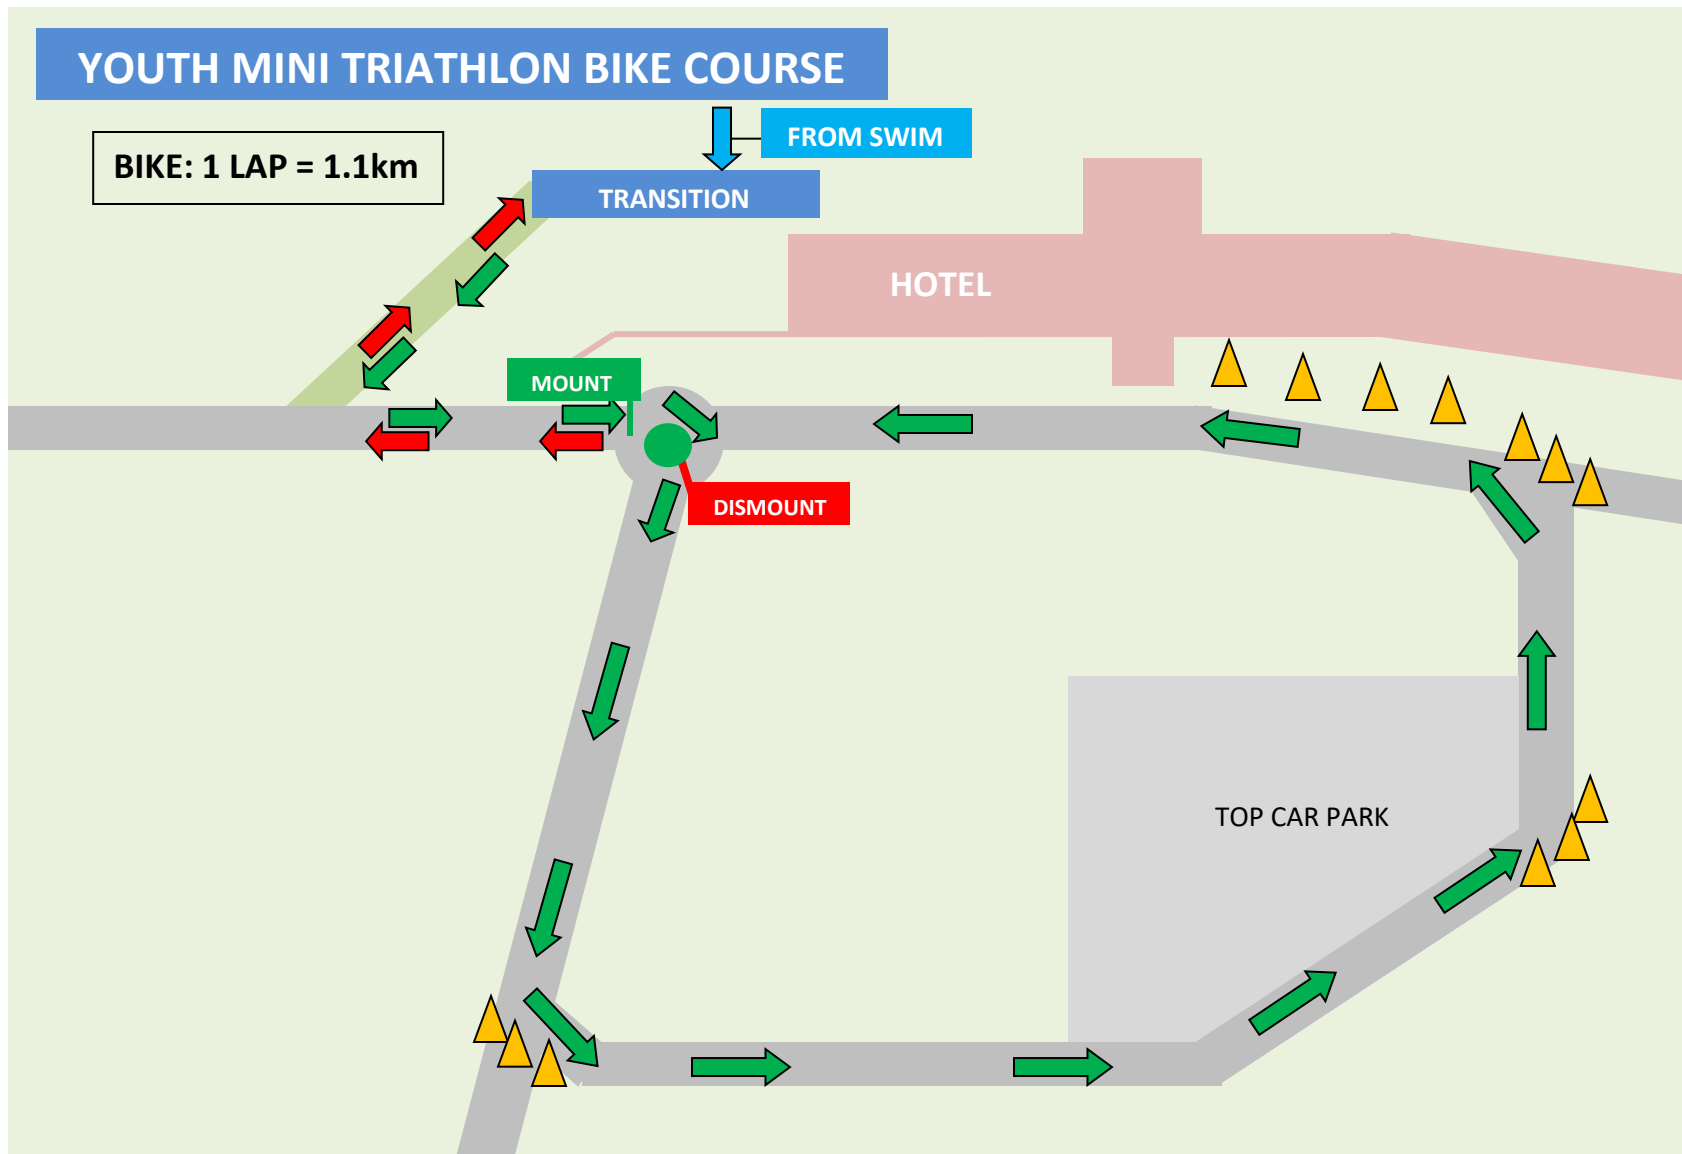 YOUTH MINI TRIATHLON BIKE COURSE
FROM SWIM
BIKE: 1 LAP = 1.1km
TRANSITION
HOTEL
MOUNT
DISMOUNT
TOP CAR PARK